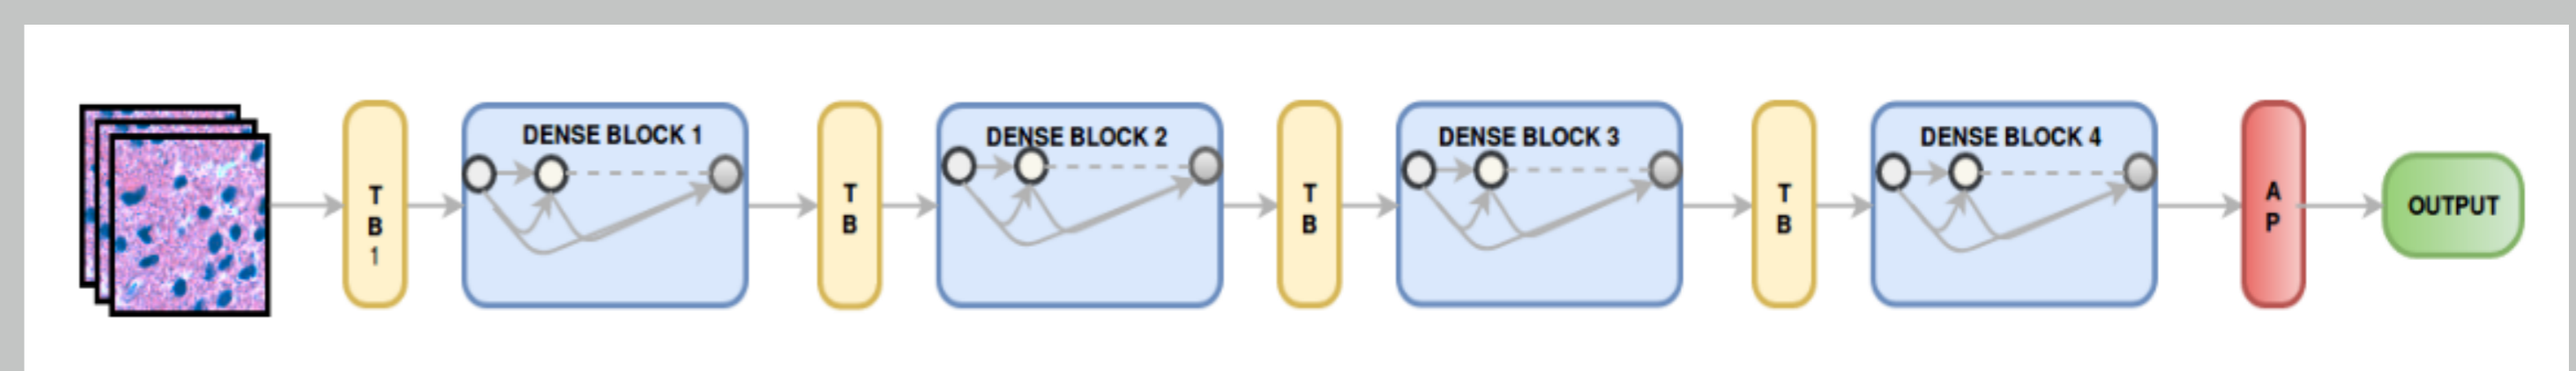 T
B
1
DENSE BLOCK 1
T
B
DENSE BLOCK 2
T
B
DENSE BLOCK 3
T
B
DENSE BLOCK 4
A
P
OUTPUT